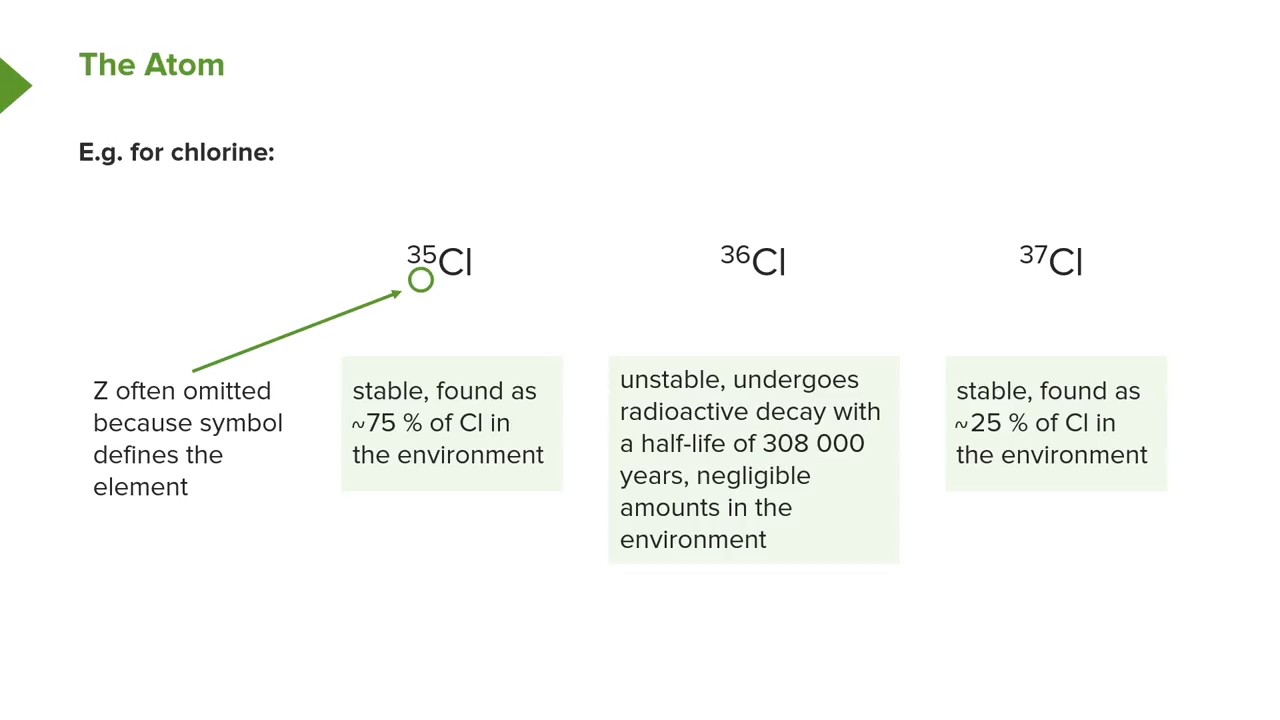 The Atom
E.g. for chlorine:
³⁵Cl
³⁶Cl
³⁷Cl
Z often omitted
because symbol
defines the
element
stable, found as
~75 % of Cl in
the environment
unstable, undergoes
radioactive decay with
a half-life of 308 000
years, negligible
amounts in the
environment
stable, found as
~25 % of Cl in
the environment